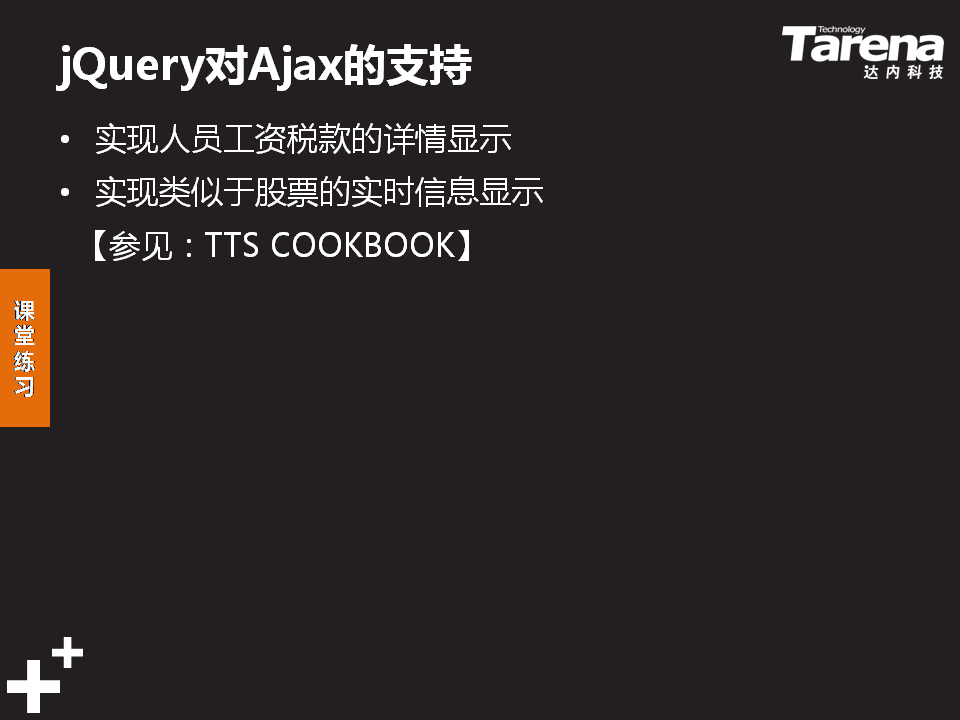 jQuery对Ajax的支持
Technology
Tarena
达内科技
• 实现人员工资税款的详情显示
• 实现类似于股票的实时信息显示
【参见：TTS COOKBOOK】
课
堂
练
习